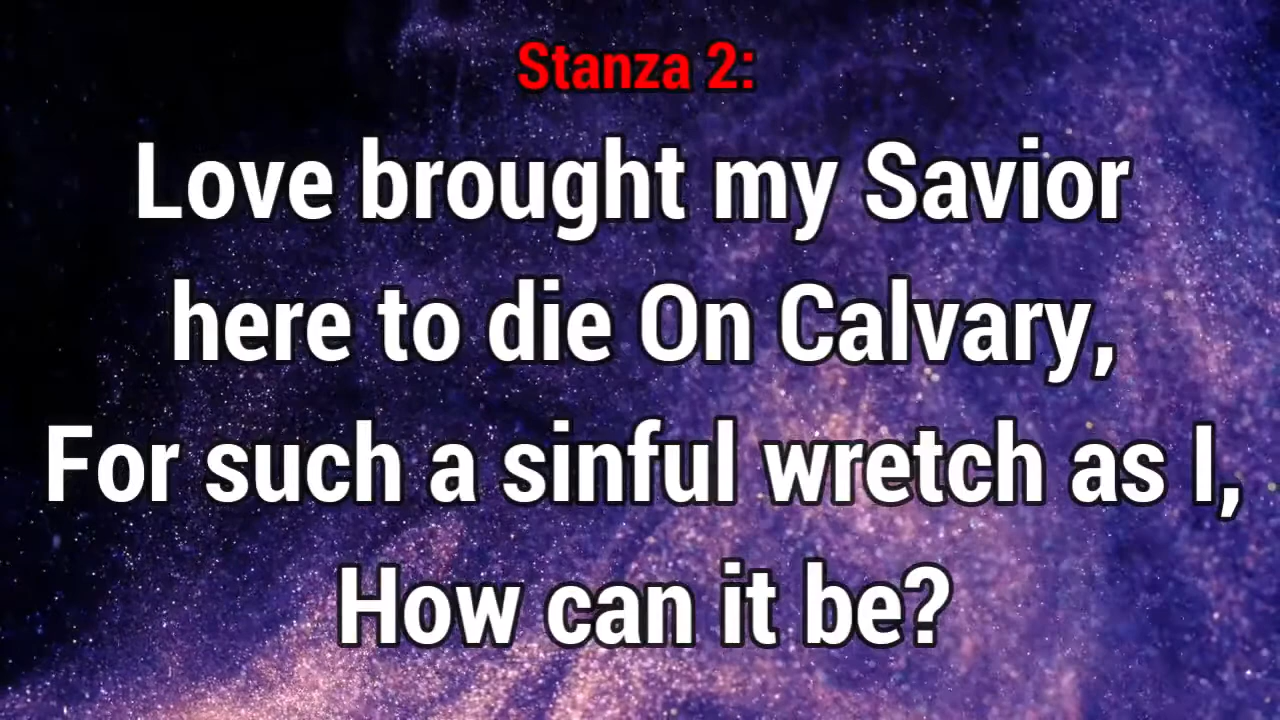 Stanza 2:
Love brought my Savior
here to die On Calvary,
For such a sinful wretch as I,
How can it be?